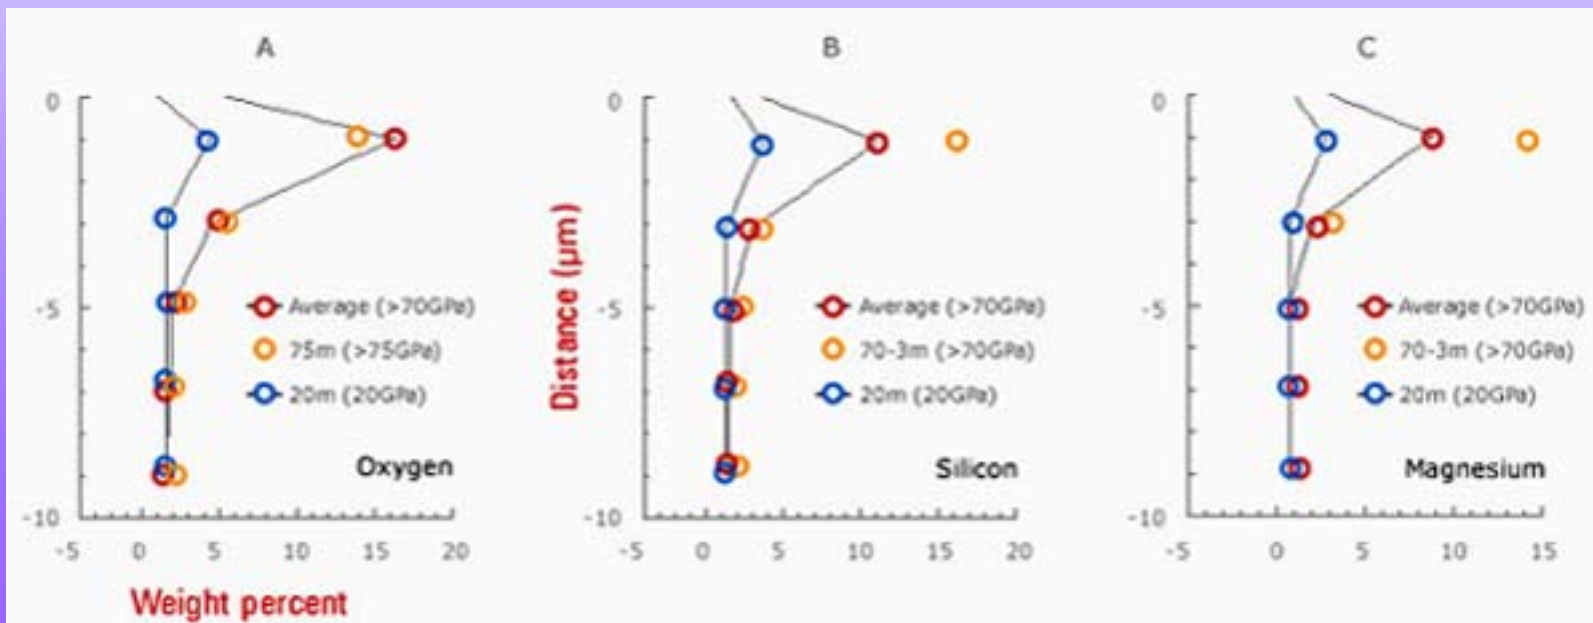 A
0
-5
-10
-5 0 5 10 15 20
Average (>70GPa)
75m (>75GPa)
20m (20GPa)
Oxygen
Weight percent
B
Distance (μm)
0
-5
-10
-5 0 5 10 15 20
Average (>70GPa)
70-3m (>70GPa)
20m (20GPa)
Silicon
C
0
-5
-10
-5 0 5 10 15
Average (>70GPa)
70-3m (>70GPa)
20m (20GPa)
Magnesium